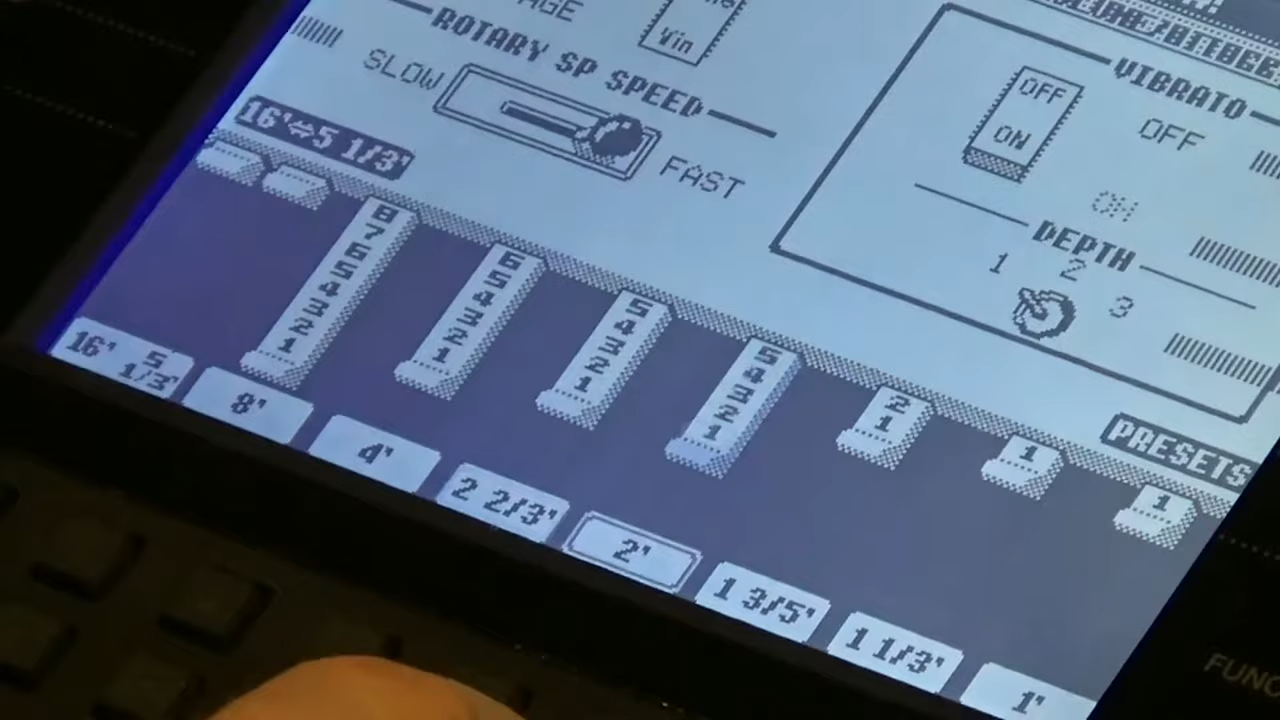 AGE
Vin
ROTARY SP SPEED
SLOW
FAST
16'⇔5 1/3'
VIBRATO
OFF
ON
OFF
ON
DEPTH
1 2 3
PRESETS
8 7 6 5 4 3 2 1
6 5 4 3 2 1
5 4 3 2 1
5 4 3 2 1
2 1
1
1
16' 5 1/3'
8'
4'
2 2/3'
2'
1 3/5'
1 1/3'
1'
FUNC